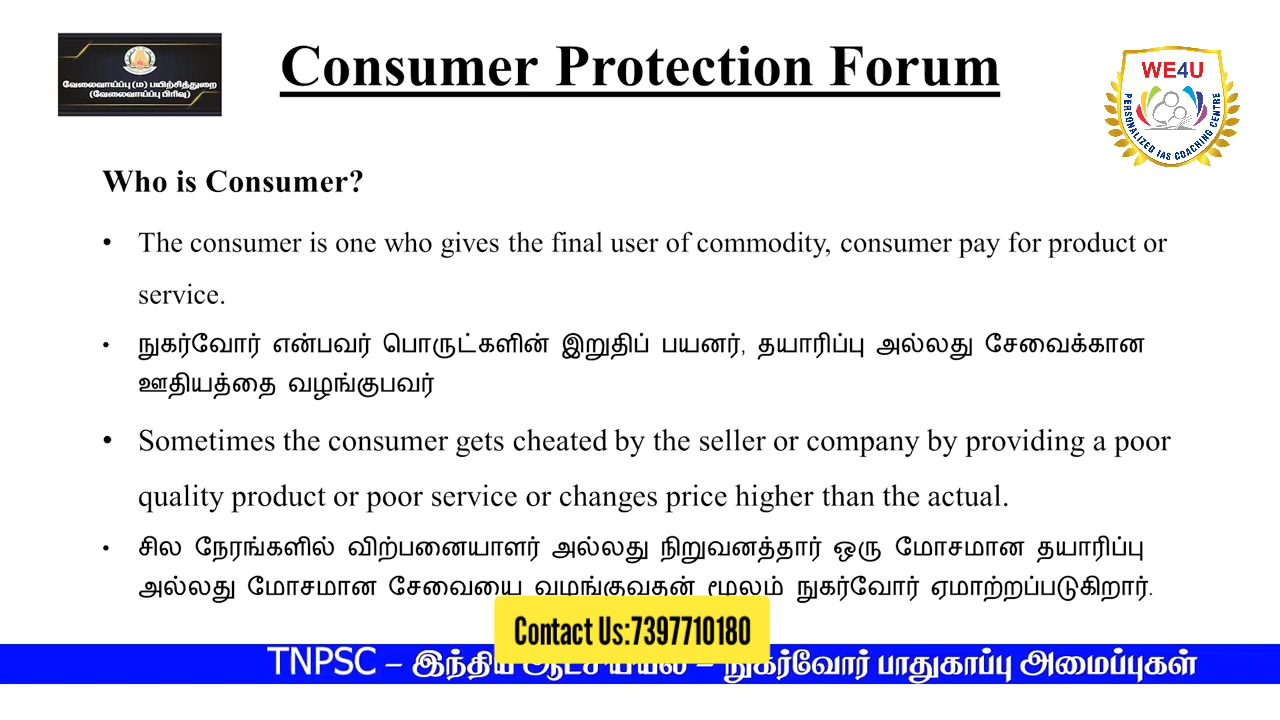 வேலைவாய்ப்பு (ம) பயிற்சித்துறை
(வேலைவாய்ப்பு பிரிவு)
Consumer Protection Forum
WE4U
PERSONALIZED IAS COACHING CENTRE
Who is Consumer?
• The consumer is one who gives the final user of commodity, consumer pay for product or
service.
• நுகர்வோர் என்பவர் பொருட்களின் இறுதிப் பயனர், தயாரிப்பு அல்லது சேவைக்கான
ஊதியத்தை வழங்குபவர்
• Sometimes the consumer gets cheated by the seller or company by providing a poor
quality product or poor service or changes price higher than the actual.
• சில நேரங்களில் விற்பனையாளர் அல்லது நிறுவனத்தார் ஒரு மோசமான தயாரிப்பு
அல்லது மோசமான சேவையை வழங்குவதன் மூலம் நுகர்வோர் ஏமாற்றப்படுகிறார்.
Contact Us:7397710180
TNPSC – இந்திய ஆட்சியியல் – நுகர்வோர் பாதுகாப்பு அமைப்புகள்